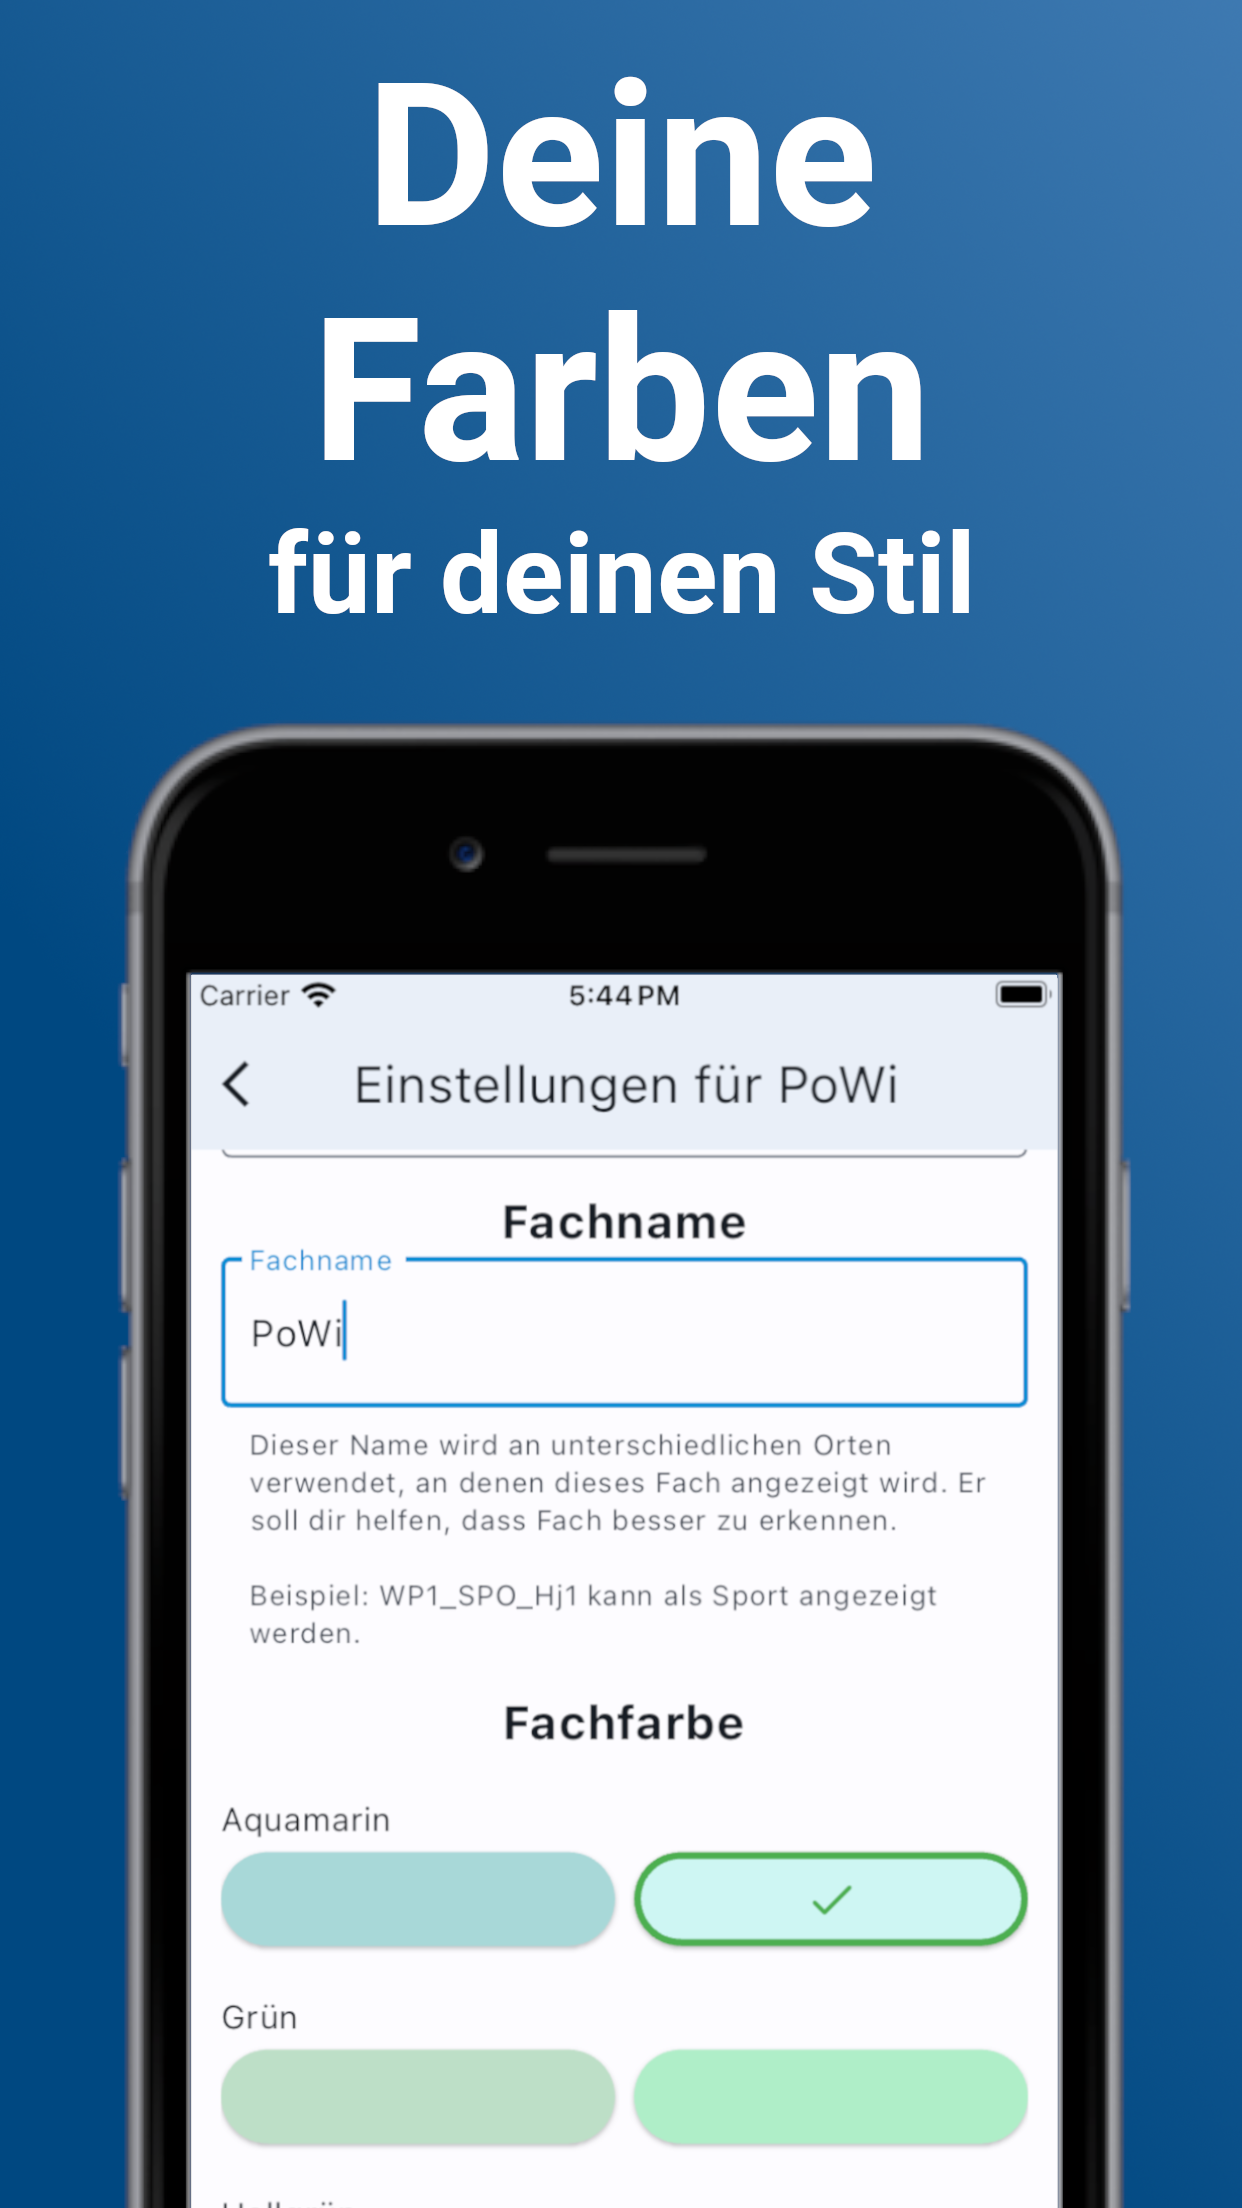 Deine
Farben
für deinen Stil
Carrier
5:44 PM
Einstellungen für PoWi
Fachname
Fachname
PoWi
Dieser Name wird an unterschiedlichen Orten
verwendet, an denen dieses Fach angezeigt wird. Er
soll dir helfen, dass Fach besser zu erkennen.
Beispiel: WP1_SPO_Hj1 kann als Sport angezeigt
werden.
Fachfarbe
Aquamarin
Grün